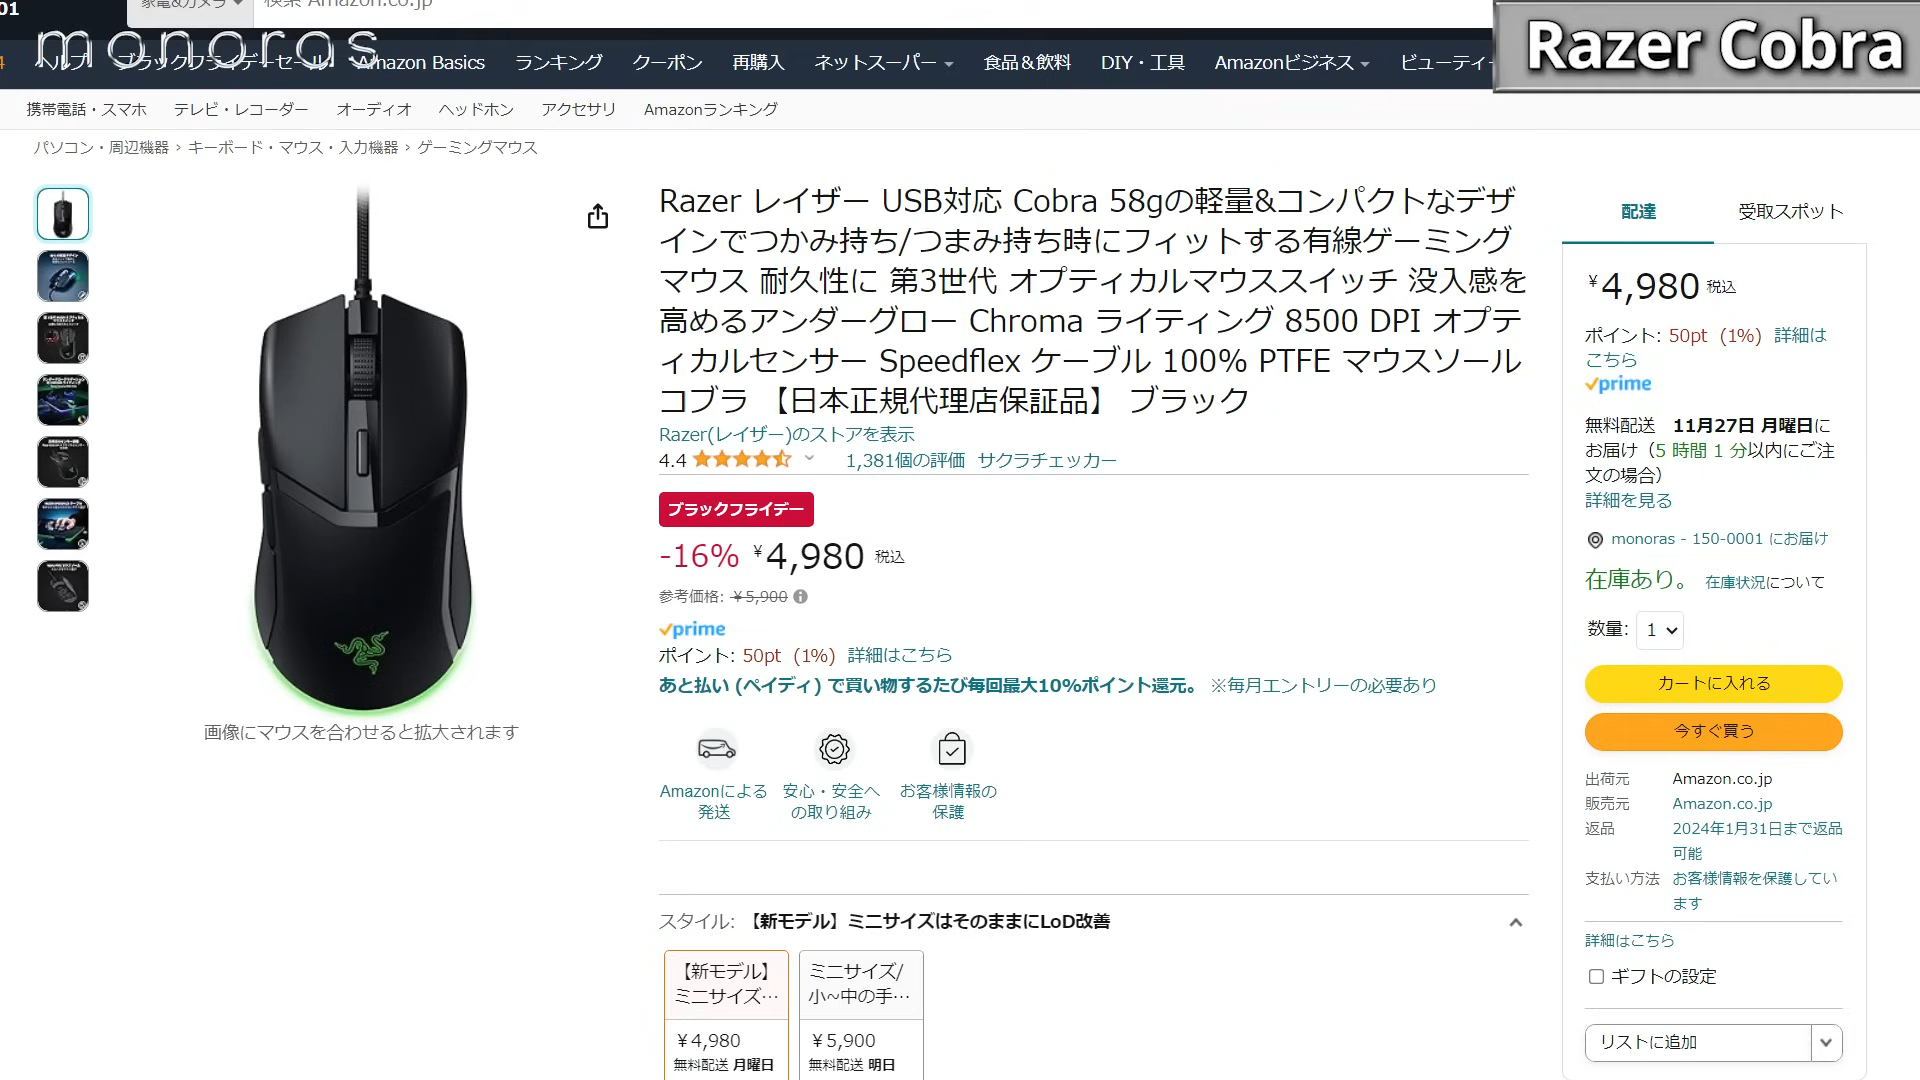 01
家電&カメラ
検索 Amazon.co.jp
monoras
Razer Cobra
ヘルプ ブラックフライデーセール Amazon Basics ランキング クーポン 再購入 ネットスーパー 食品&飲料 DIY・工具 Amazonビジネス ビューティー
携帯電話・スマホ テレビ・レコーダー オーディオ ヘッドホン アクセサリ Amazonランキング
パソコン・周辺機器 › キーボード・マウス・入力機器 › ゲーミングマウス
画像にマウスを合わせると拡大されます
Razer レイザー USB対応 Cobra 58gの軽量&コンパクトなデザ
インでつかみ持ち/つまみ持ち時にフィットする有線ゲーミング
マウス 耐久性に 第3世代 オプティカルマウススイッチ 没入感を
高めるアンダーグロー Chroma ライティング 8500 DPI オプテ
ィカルセンサー Speedflex ケーブル 100% PTFE マウスソール
コブラ 【日本正規代理店保証品】 ブラック
Razer(レイザー)のストアを表示
4.4 1,381個の評価 サクラチェッカー
ブラックフライデー
-16% ¥4,980 税込
参考価格: ¥5,900
prime
ポイント: 50pt (1%) 詳細はこちら
あと払い (ペイディ) で買い物するたび毎回最大10%ポイント還元。 ※毎月エントリーの必要あり
Amazonによる
発送
安心・安全へ
の取り組み
お客様情報の
保護
スタイル: 【新モデル】ミニサイズはそのままにLoD改善
【新モデル】
ミニサイズ…
¥4,980
無料配送 月曜日
ミニサイズ/
小~中の手…
¥5,900
無料配送 明日
配達 受取スポット
¥4,980 税込
ポイント: 50pt (1%) 詳細は
こちら
prime
無料配送 11月27日 月曜日に
お届け(5 時間 1 分以内にご注
文の場合)
詳細を見る
monoras - 150-0001 にお届け
在庫あり。 在庫状況について
数量: 1
カートに入れる
今すぐ買う
出荷元 Amazon.co.jp
販売元 Amazon.co.jp
返品 2024年1月31日まで返品
可能
支払い方法 お客様情報を保護してい
ます
詳細はこちら
ギフトの設定
リストに追加